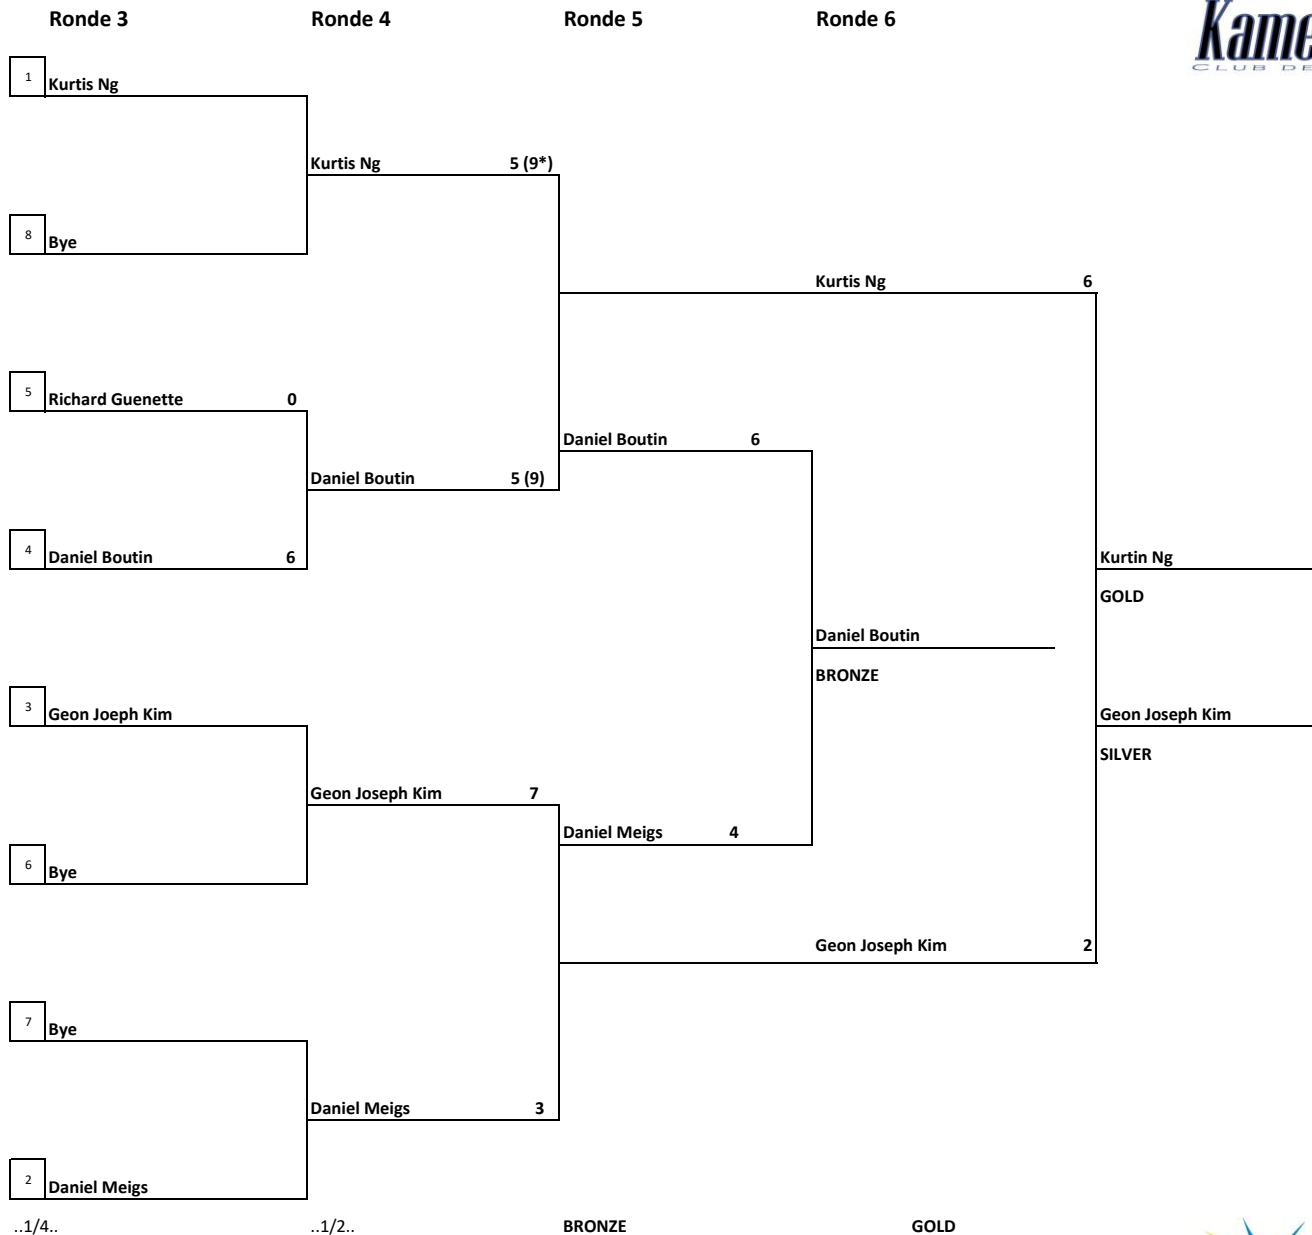 Ronde 3 Ronde 4 Ronde 5 Ronde 6
Kame
CLUB DE
1 Kurtis Ng
Kurtis Ng 5 (9*)
8 Bye
Kurtis Ng 6
5 Richard Guenette 0
Daniel Boutin 6
Daniel Boutin 5 (9)
4 Daniel Boutin 6
Kurtin Ng
GOLD
Daniel Boutin
BRONZE
3 Geon Joeph Kim
Geon Joseph Kim
SILVER
Geon Joseph Kim 7
Daniel Meigs 4
6 Bye
Geon Joseph Kim 2
7 Bye
Daniel Meigs 3
2 Daniel Meigs
..1/4.. ..1/2.. BRONZE GOLD